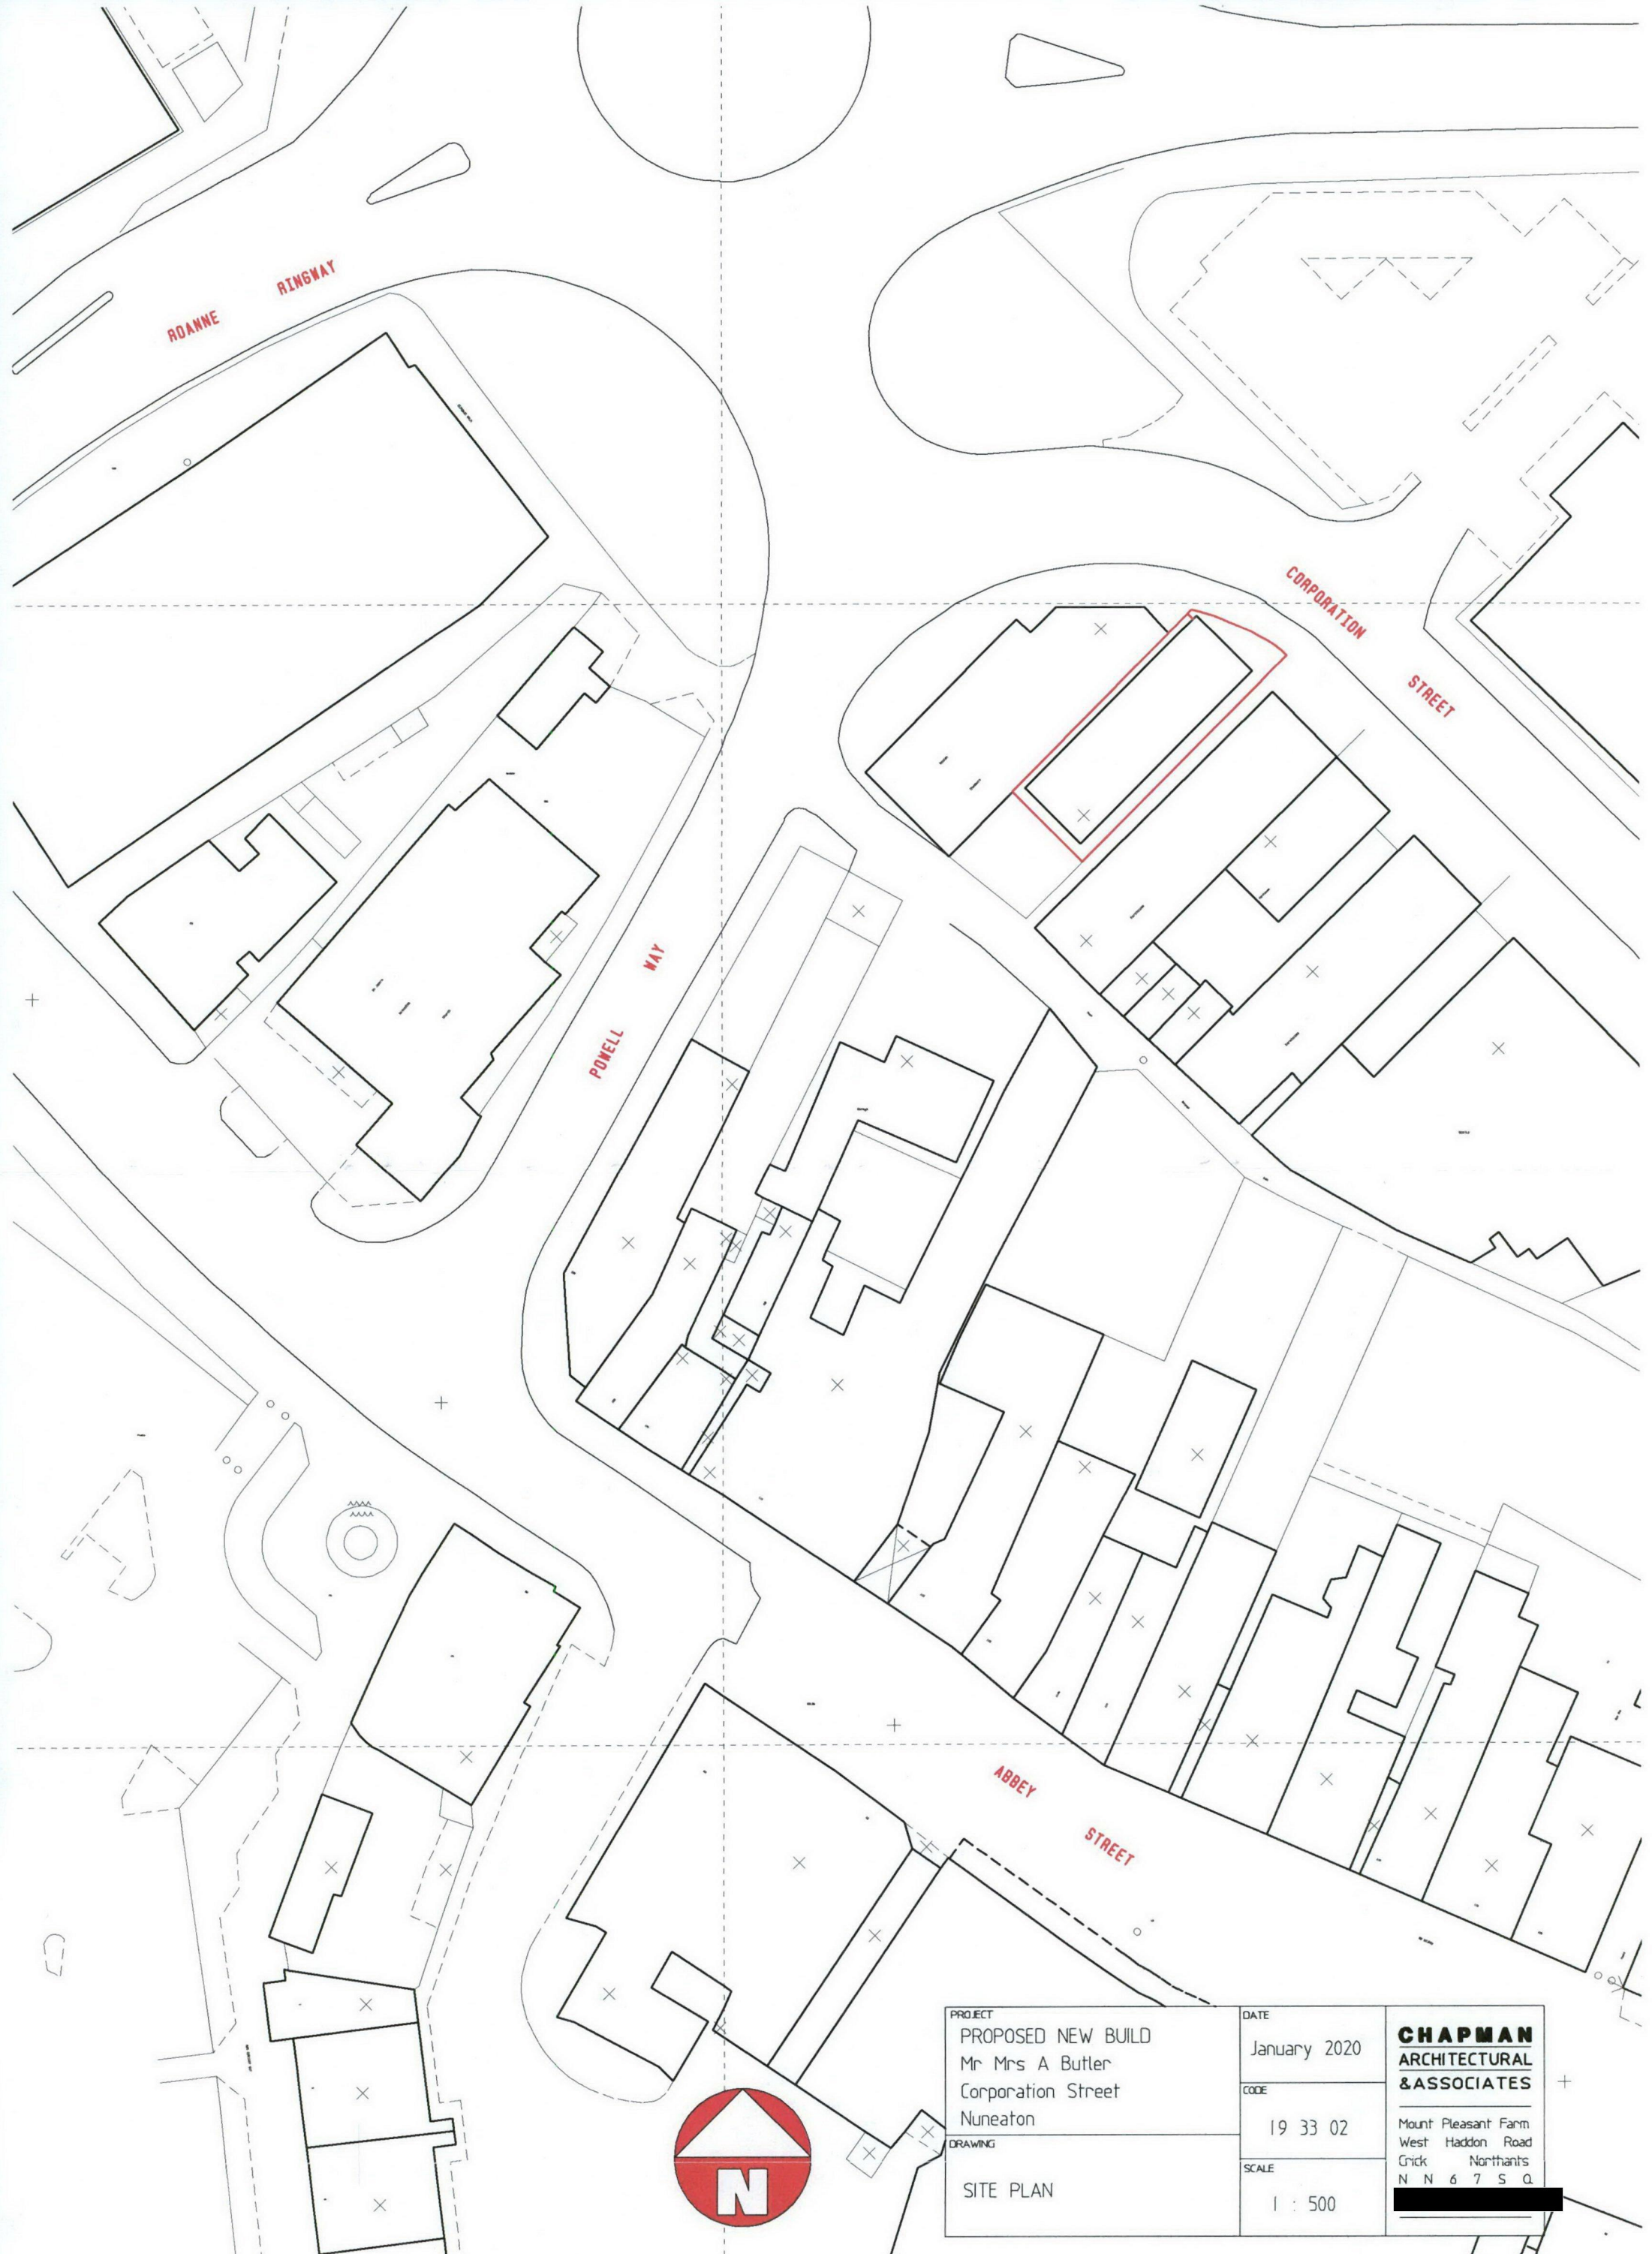 ROANNE RINGWAY
CORPORATION STREET
POWELL WAY
ABBEY STREET
N
PROJECT
PROPOSED NEW BUILD
Mr Mrs A Butler
Corporation Street
Nuneaton
DRAWING
SITE PLAN
DATE
January 2020
CODE
19 33 02
SCALE
1 : 500
CHAPMAN
ARCHITECTURAL
&ASSOCIATES
Mount Pleasant Farm
West Haddon Road
Crick Northants
N N 6 7 S Q